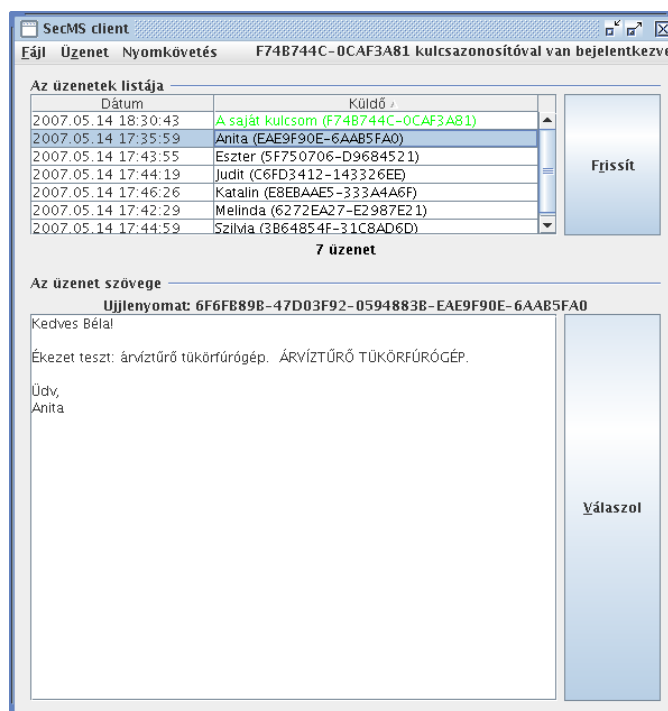 SecMS client
Fájl Üzenet Nyomkövetés F74B744C-0CAF3A81 kulcsazonosítóval van bejelentkezve
Az üzenetek listája
Dátum Küldő
2007.05.14 18:30:43 A saját kulcsom (F74B744C-0CAF3A81)
2007.05.14 17:35:59 Anita (EAE9F90E-6AAB5FA0)
2007.05.14 17:43:55 Eszter (5F750706-D9684521)
2007.05.14 17:44:19 Judit (C6FD3412-143326EE)
2007.05.14 17:46:26 Katalin (E8EBAAE5-333A4A6F)
2007.05.14 17:42:29 Melinda (6272EA27-E2987E21)
2007.05.14 17:44:59 Szilvia (3B64854F-31C8AD6D)
Frissít
7 üzenet
Az üzenet szövege
Ujjlenyomat: 6F6FB89B-47D03F92-0594883B-EAE9F90E-6AAB5FA0
Kedves Béla!
Ékezet teszt: árvíztűrő tükörfúrógép. ÁRVÍZTŰRŐ TÜKÖRFÚRÓGÉP.
Üdv,
Anita
Válaszol